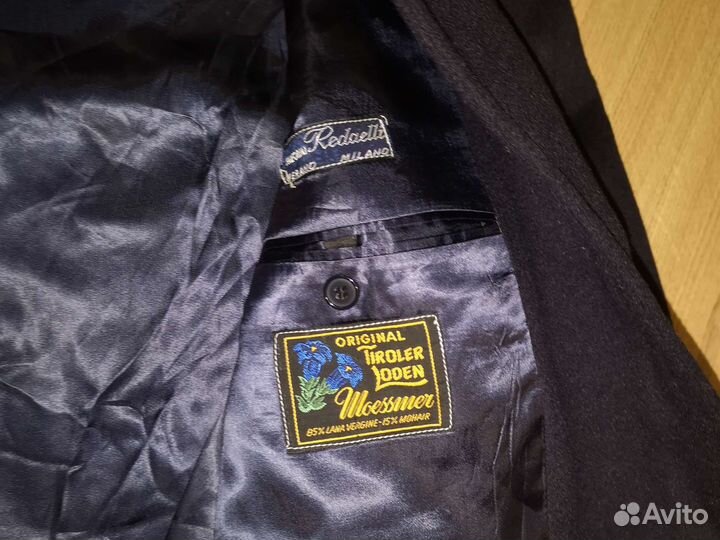 Redaelli
MILANO
ORIGINAL
TIROLER
LODEN
Moessmer
85% LANA VERGINE - 15% MOHAIR
Avito